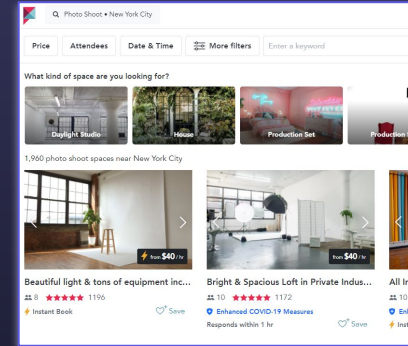 Photo Shoot • New York City
Price
Attendees
Date & Time
More filters
Enter a keyword
What kind of space are you looking for?
Daylight Studio
House
Production Set
Production S
1,960 photo shoot spaces near New York City
from $40 / hr
from $40 / hr
Beautiful light & tons of equipment inc...
Bright & Spacious Loft in Private Indus...
All In
8 ★★★★★ 1196
10 ★★★★★ 1172
10
Instant Book
Save
Enhanced COVID-19 Measures
Responds within 1 hr
Save